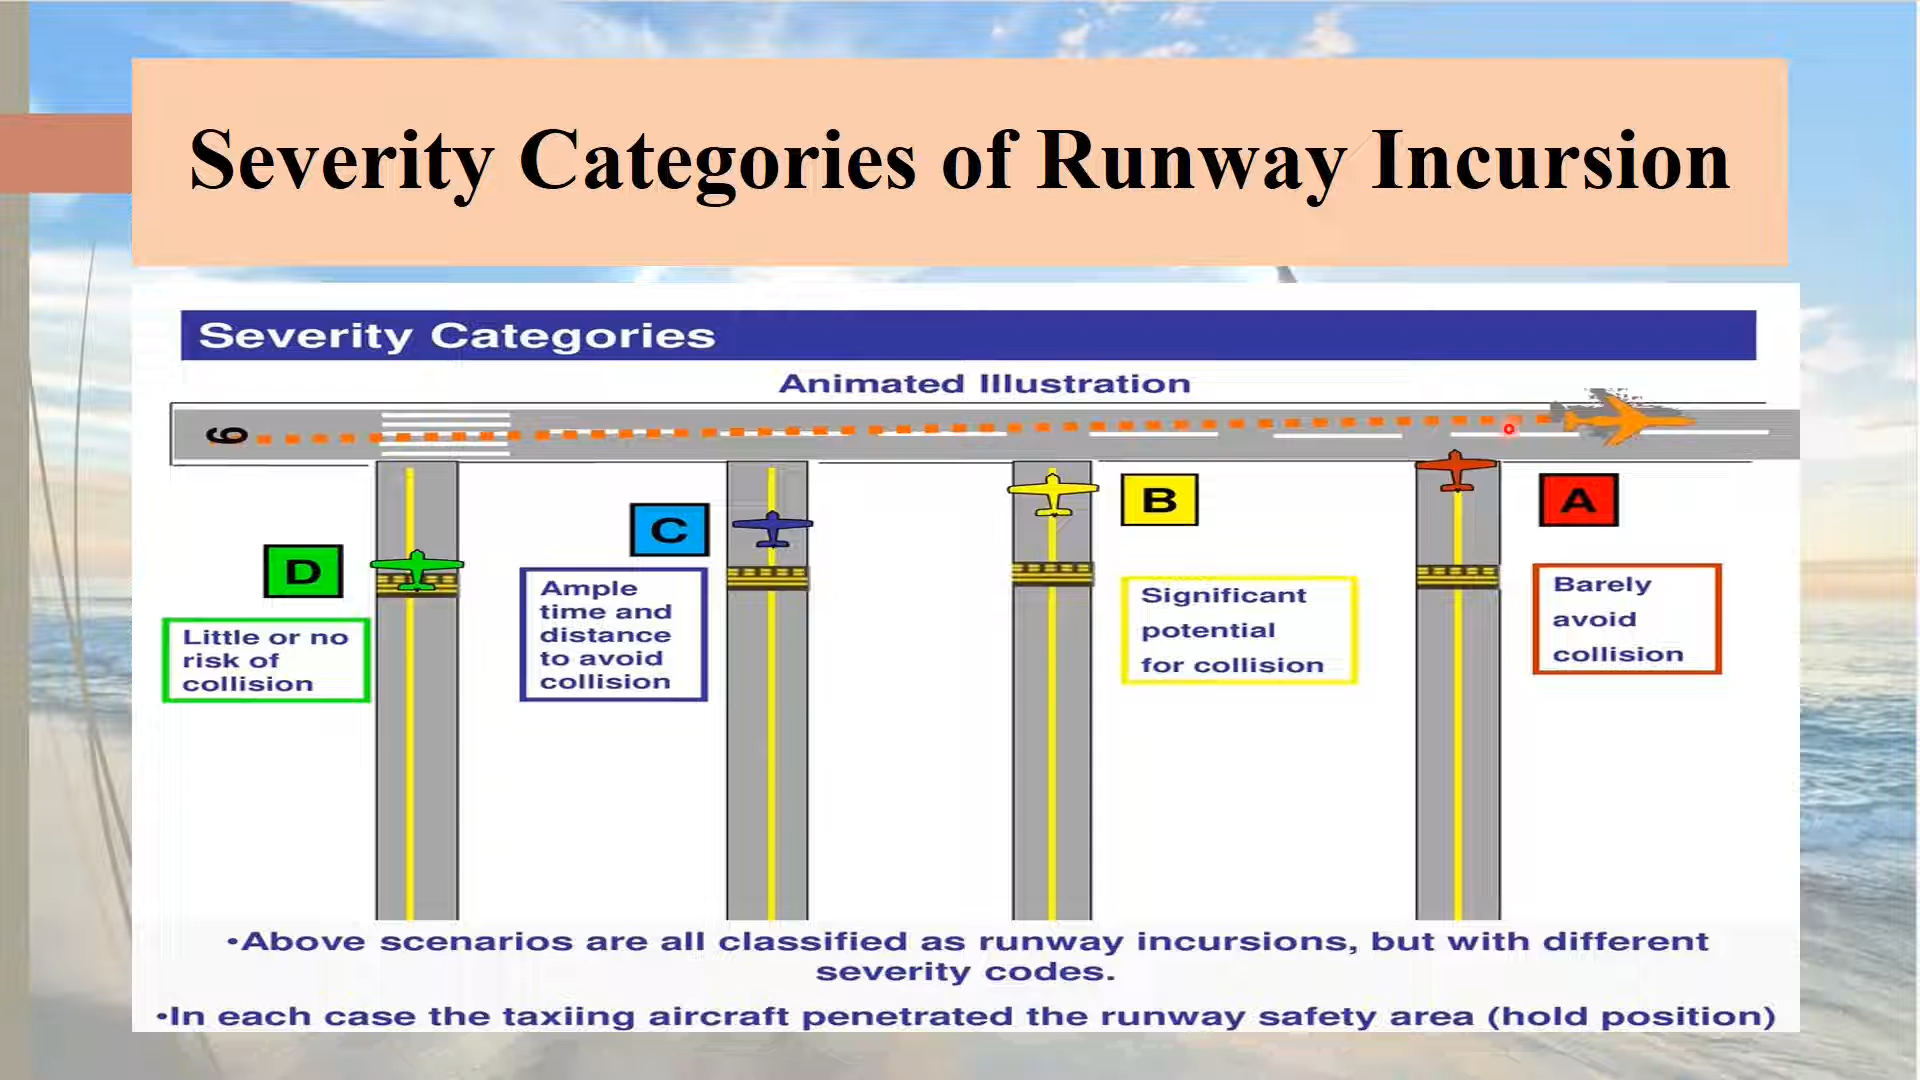 Severity Categories of Runway Incursion
Severity Categories
Animated Illustration
9
D
C
B
A
Little or no
risk of
collision
Ample
time and
distance
to avoid
collision
Significant
potential
for collision
Barely
avoid
collision
•Above scenarios are all classified as runway incursions, but with different
severity codes.
•In each case the taxiing aircraft penetrated the runway safety area (hold position)